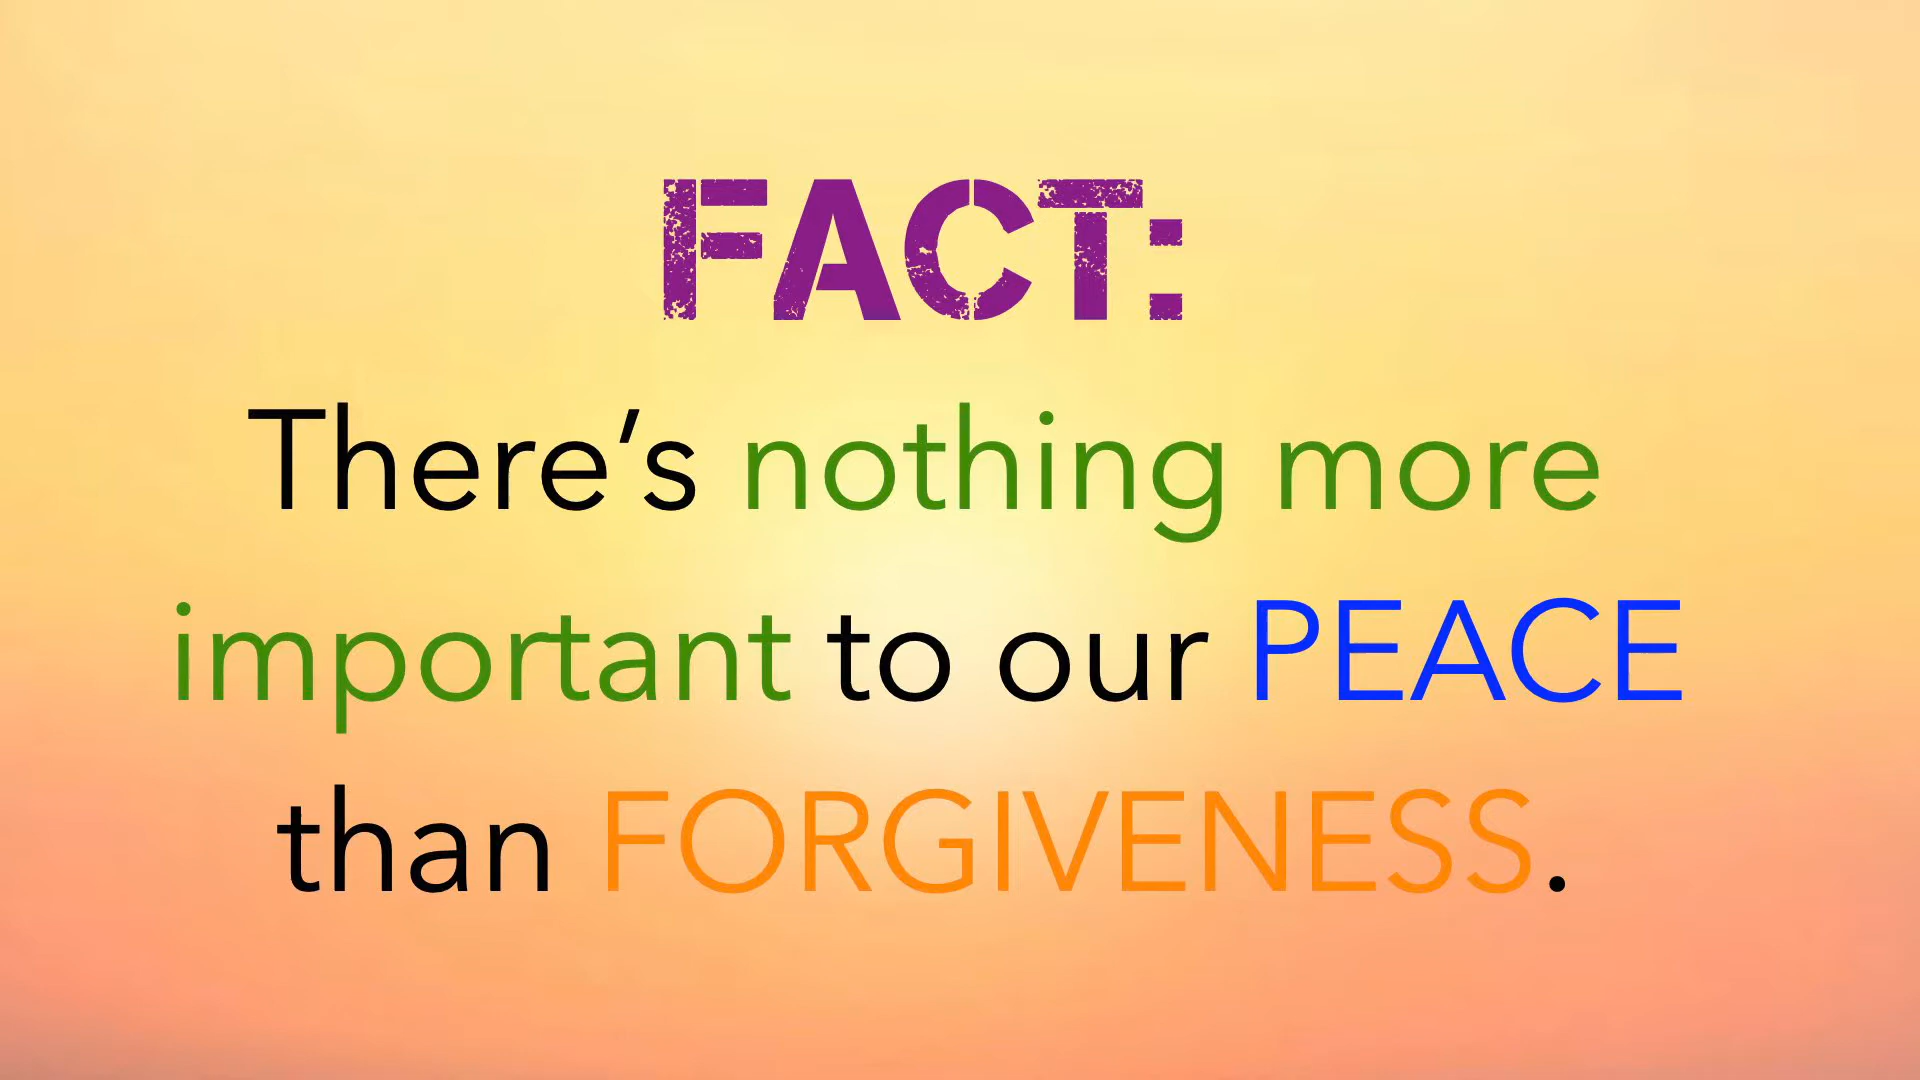 FACT:
There’s nothing more
important to our PEACE
than FORGIVENESS.